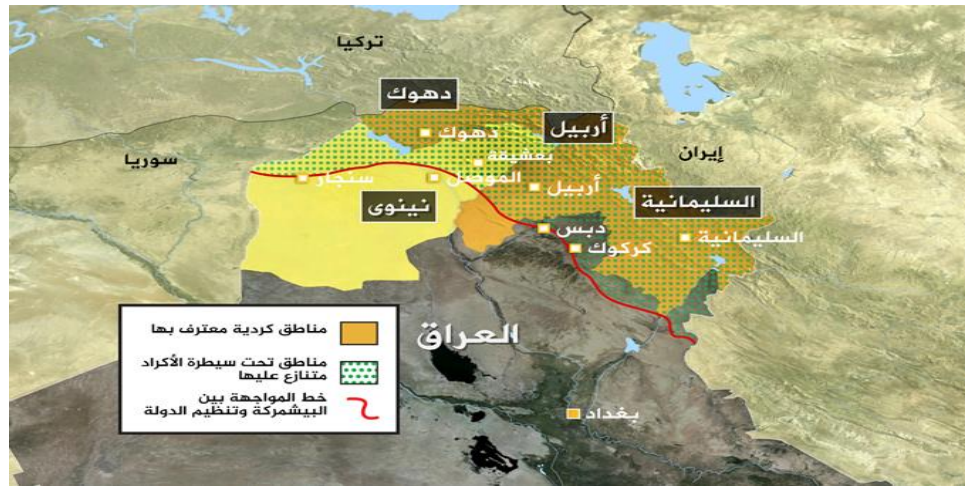 تركيا
دهوك
أربيل
دهوك
إيران
سوريا
بعشيقة
سنجار
الموصل
أربيل
نينوى
السليمانية
دبس
السليمانية
كركوك
العراق
مناطق كردية معترف بها
مناطق تحت سيطرة الأكراد
متنازع عليها
خط المواجهة بين
البيشمركة وتنظيم الدولة
بغداد